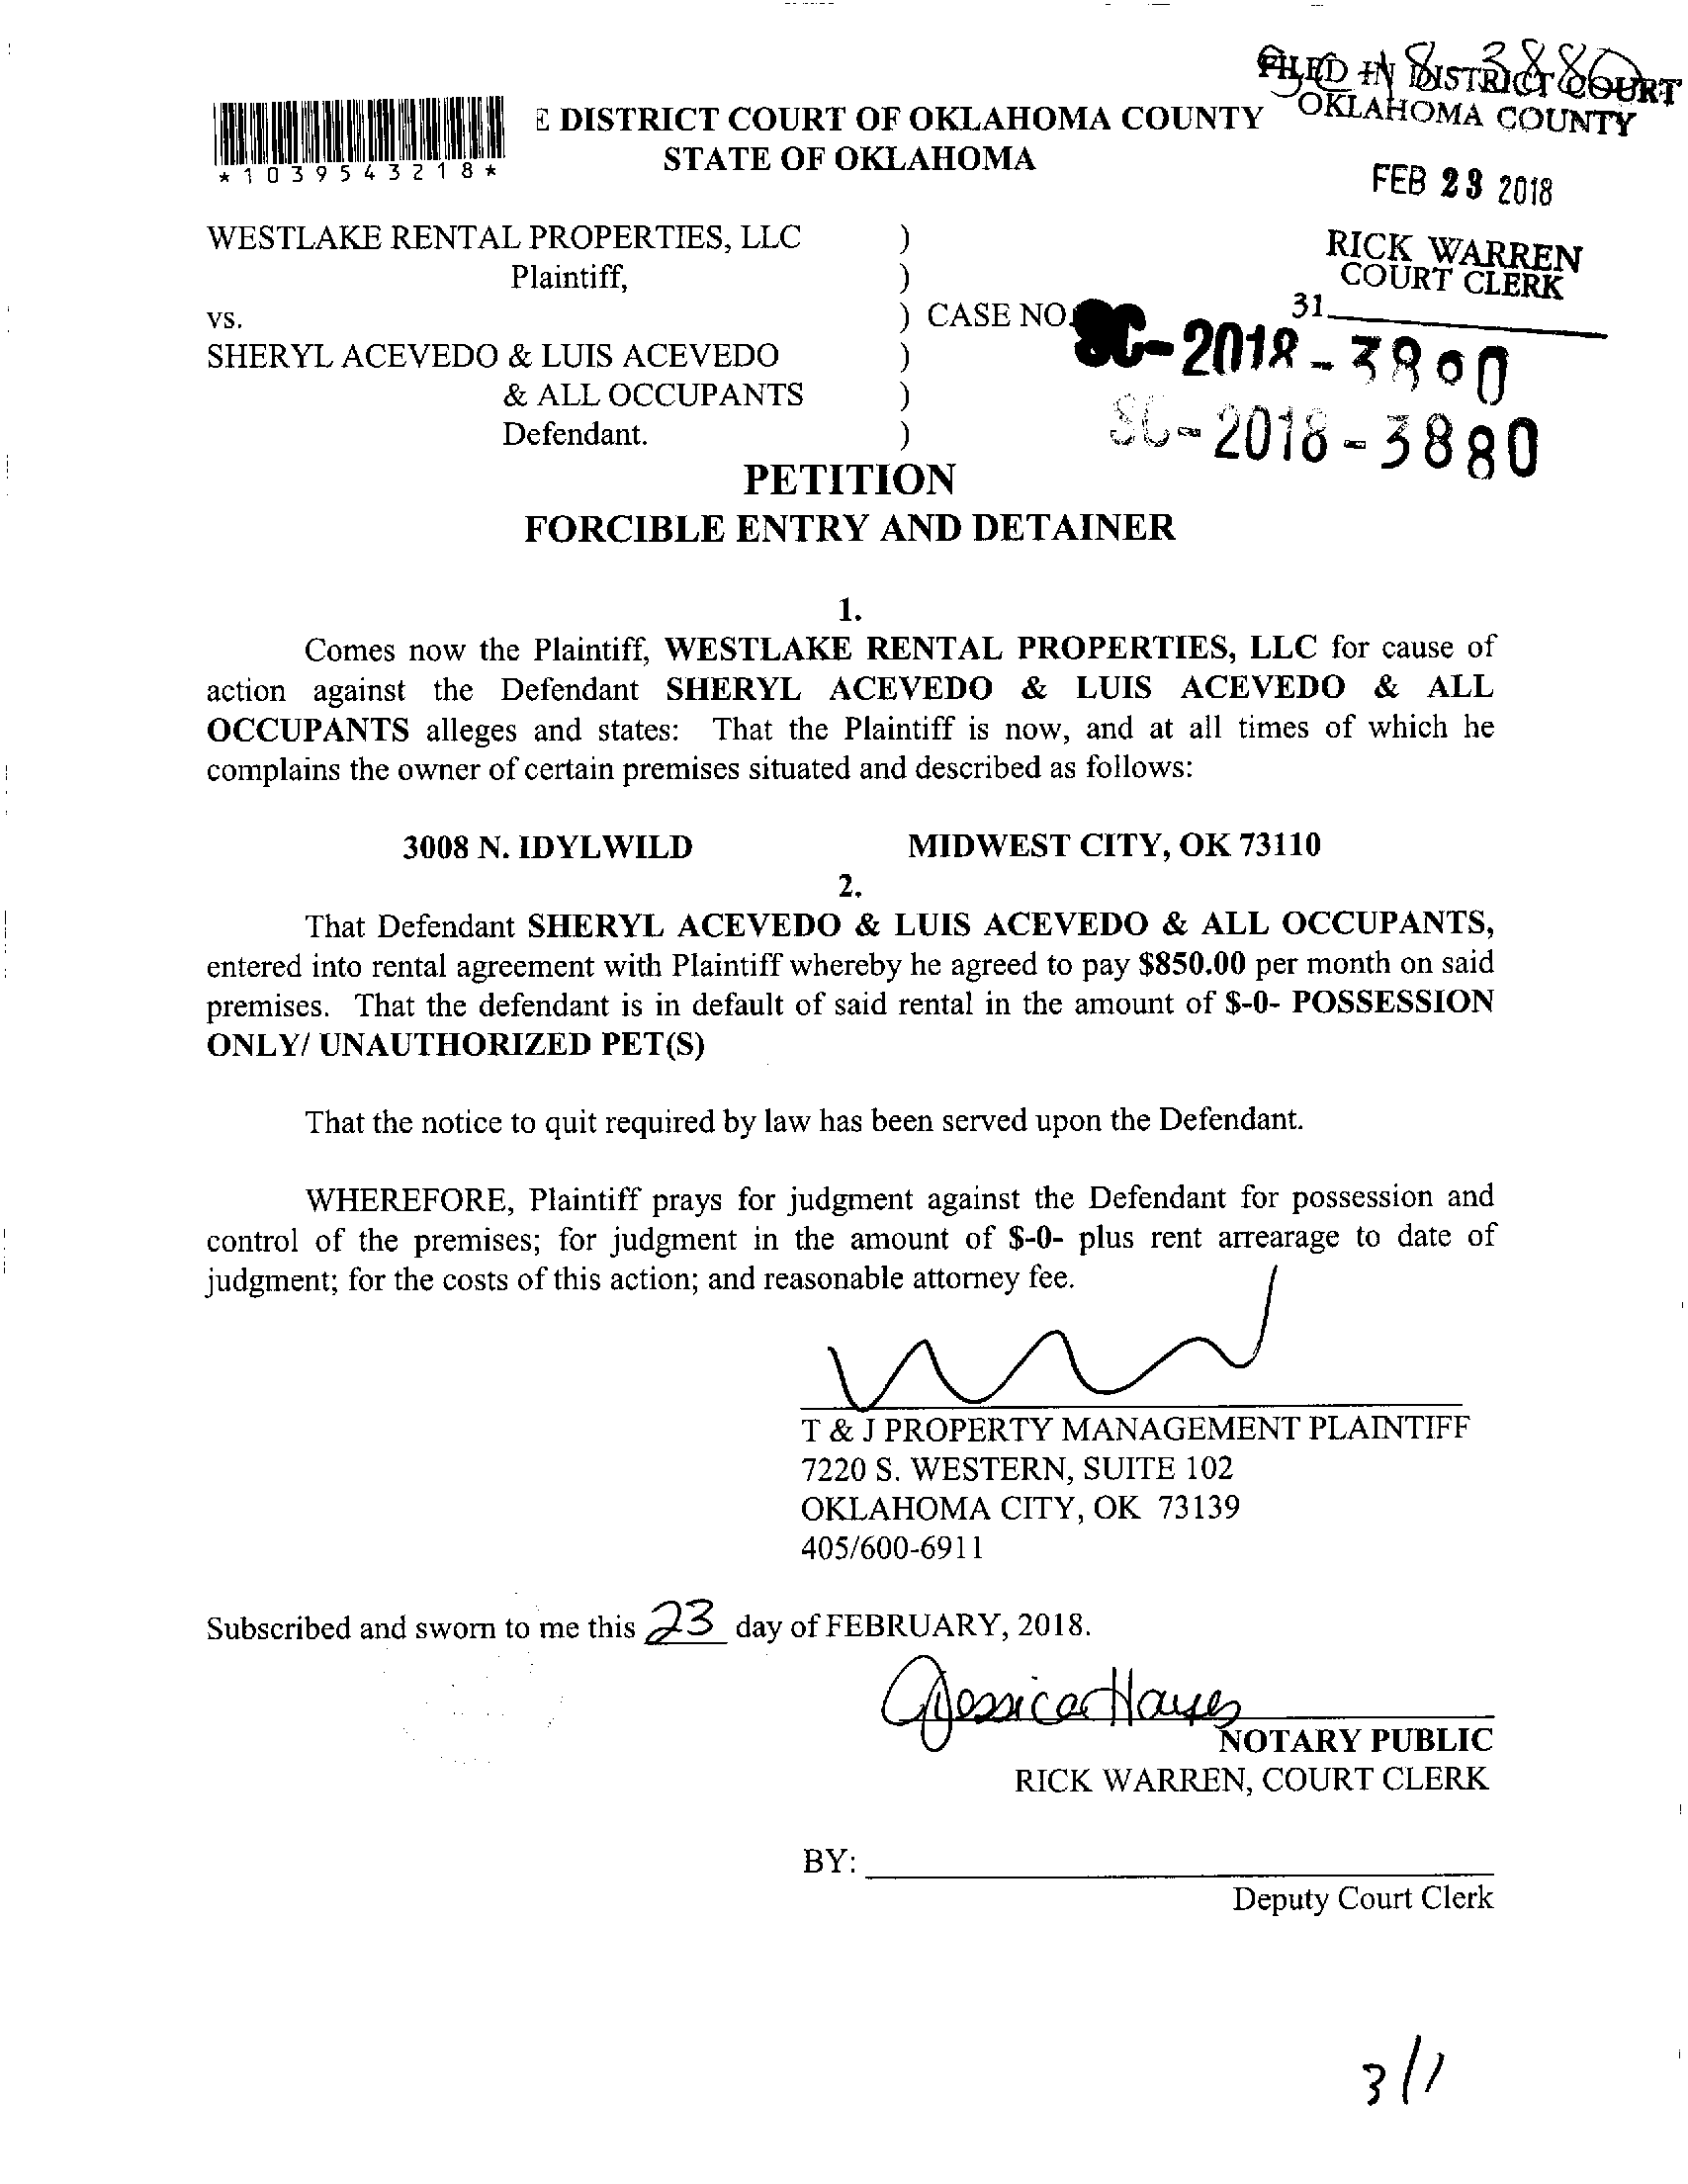 FILED IN DISTRICT COURT
OKLAHOMA COUNTY
FEB 23 2018
RICK WARREN
COURT CLERK
31
E DISTRICT COURT OF OKLAHOMA COUNTY
STATE OF OKLAHOMA
*1039543218*
WESTLAKE RENTAL PROPERTIES, LLC )
Plaintiff, )
vs. ) CASE NO.
SHERYL ACEVEDO & LUIS ACEVEDO )
& ALL OCCUPANTS )
Defendant. )
SC-2018-3880
PETITION
FORCIBLE ENTRY AND DETAINER
1.
Comes now the Plaintiff, WESTLAKE RENTAL PROPERTIES, LLC for cause of
action against the Defendant SHERYL ACEVEDO & LUIS ACEVEDO & ALL
OCCUPANTS alleges and states: That the Plaintiff is now, and at all times of which he
complains the owner of certain premises situated and described as follows:
3008 N. IDYLWILD MIDWEST CITY, OK 73110
2.
That Defendant SHERYL ACEVEDO & LUIS ACEVEDO & ALL OCCUPANTS,
entered into rental agreement with Plaintiff whereby he agreed to pay $850.00 per month on said
premises. That the defendant is in default of said rental in the amount of $-0- POSSESSION
ONLY/ UNAUTHORIZED PET(S)
That the notice to quit required by law has been served upon the Defendant.
WHEREFORE, Plaintiff prays for judgment against the Defendant for possession and
control of the premises; for judgment in the amount of $-0- plus rent arrearage to date of
judgment; for the costs of this action; and reasonable attorney fee.
T & J PROPERTY MANAGEMENT PLAINTIFF
7220 S. WESTERN, SUITE 102
OKLAHOMA CITY, OK 73139
405/600-6911
Subscribed and sworn to me this 23 day of FEBRUARY, 2018.
Jessica Hayes
NOTARY PUBLIC
RICK WARREN, COURT CLERK
BY:
Deputy Court Clerk
3/1